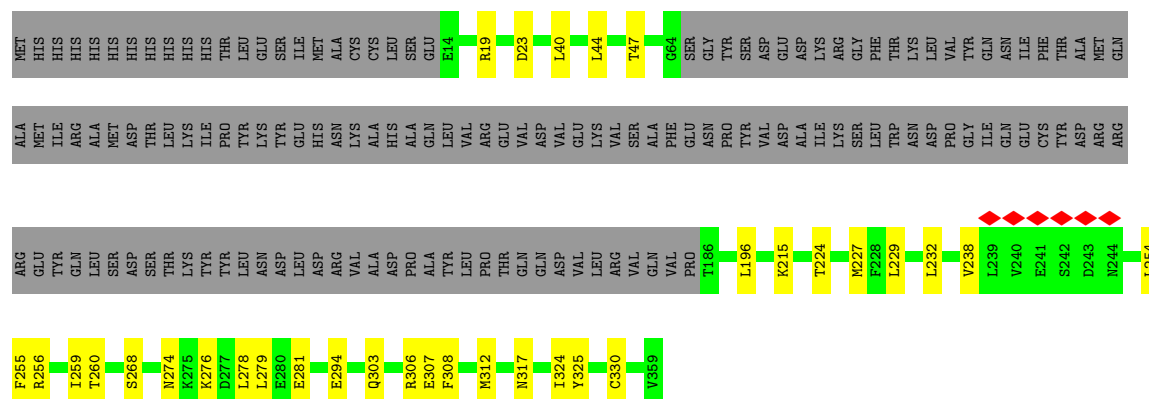 MET HIS HIS HIS HIS HIS HIS HIS HIS HIS HIS THR LEU GLU SER ILE MET ALA CYS CYS LEU SER GLU E14 R19 D23 L40 L44 T47 G64 SER GLY TYR SER ASP GLU ASP LYS ARG GLY PHE THR LYS LEU VAL TYR GLN ASN ILE PHE THR ALA MET GLN
ALA MET ILE ARG ALA MET ASP THR LEU LYS ILE PRO TYR LYS TYR GLU HIS ASN LYS ALA HIS ALA GLN LEU VAL ARG GLU VAL ASP VAL GLU LYS VAL SER ALA PHE GLU ASN PRO TYR VAL ASP ALA ILE LYS SER LEU TRP ASN ASP PRO GLY ILE GLN GLU CYS TYR ASP ARG ARG
ARG GLU TYR GLN LEU SER ASP SER THR LYS TYR TYR LEU ASN ASP LEU ASP ARG VAL ALA ASP PRO ALA TYR LEU PRO THR GLN GLN ASP VAL LEU ARG VAL GLN VAL PRO T186 L196 K215 T224 M227 F228 L229 L232 V238 L239 V240 E241 S242 D243 N244 L254
F255 R256 I259 T260 S268 N274 K275 K276 D277 L278 L279 E280 E281 E294 Q303 R306 E307 F308 M312 N317 I324 Y325 C330 V359